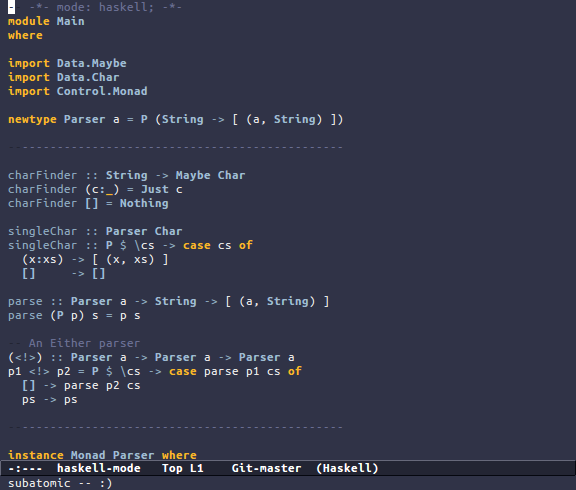 -- -*- mode: haskell; -*-
module Main
where
import Data.Maybe
import Data.Char
import Control.Monad
newtype Parser a = P (String -> [ (a, String) ])
------------------------------------------------
charFinder :: String -> Maybe Char
charFinder (c:_) = Just c
charFinder [] = Nothing
singleChar :: Parser Char
singleChar :: P $ \cs -> case cs of
  (x:xs) -> [ (x, xs) ]
  []     -> []
parse :: Parser a -> String -> [ (a, String) ]
parse (P p) s = p s
-- An Either parser
(<!>) :: Parser a -> Parser a -> Parser a
p1 <!> p2 = P $ \cs -> case parse p1 cs of
  [] -> parse p2 cs
  ps -> ps
------------------------------------------------
instance Monad Parser where
-:---  haskell-mode   Top L1    Git-master  (Haskell)
subatomic -- :)